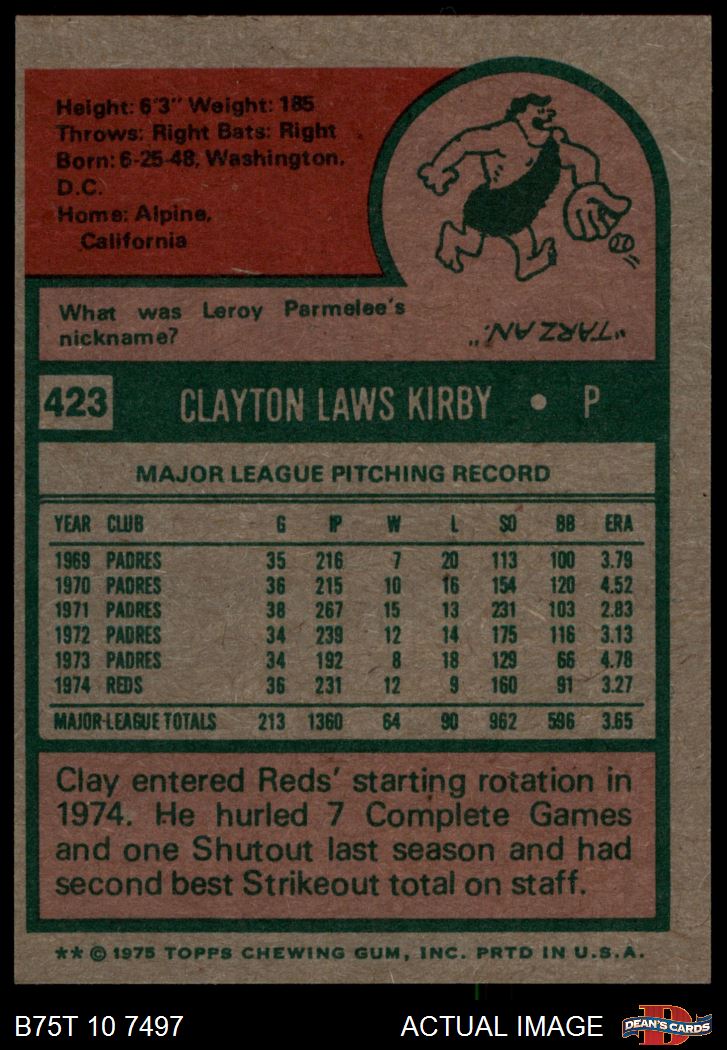 Height: 6'3" Weight: 185
Throws: Right Bats: Right
Born: 6-25-48, Washington,
D.C.
Home: Alpine,
California
What was Leroy Parmelee's
nickname?
"TARZAN."
423 CLAYTON LAWS KIRBY • P
MAJOR LEAGUE PITCHING RECORD
YEAR CLUB G IP W L SO BB ERA
1969 PADRES 35 216 7 20 113 100 3.79
1970 PADRES 36 215 10 16 154 120 4.52
1971 PADRES 38 267 15 13 231 103 2.83
1972 PADRES 34 239 12 14 175 116 3.13
1973 PADRES 34 192 8 18 129 66 4.78
1974 REDS 36 231 12 9 160 91 3.27
MAJOR LEAGUE TOTALS 213 1360 64 90 962 596 3.65
Clay entered Reds' starting rotation in
1974. He hurled 7 Complete Games
and one Shutout last season and had
second best Strikeout total on staff.
** © 1975 TOPPS CHEWING GUM, INC. PRTD IN U.S.A.
B75T 10 7497 ACTUAL IMAGE
D
DEAN'S CARDS